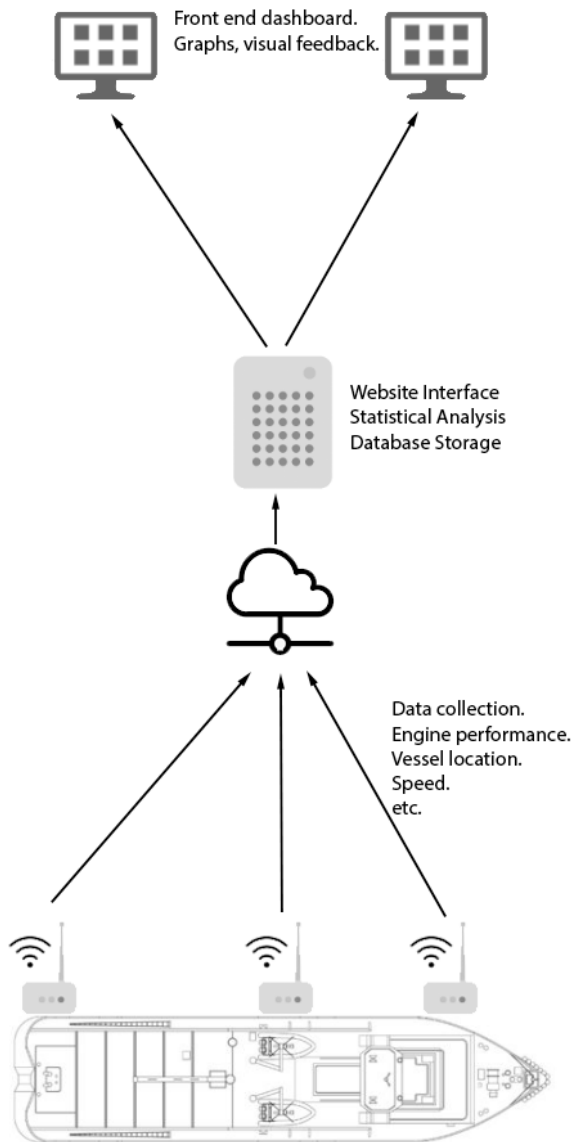 Front end dashboard.
Graphs, visual feedback.
Website Interface
Statistical Analysis
Database Storage
Data collection.
Engine performance.
Vessel location.
Speed.
etc.